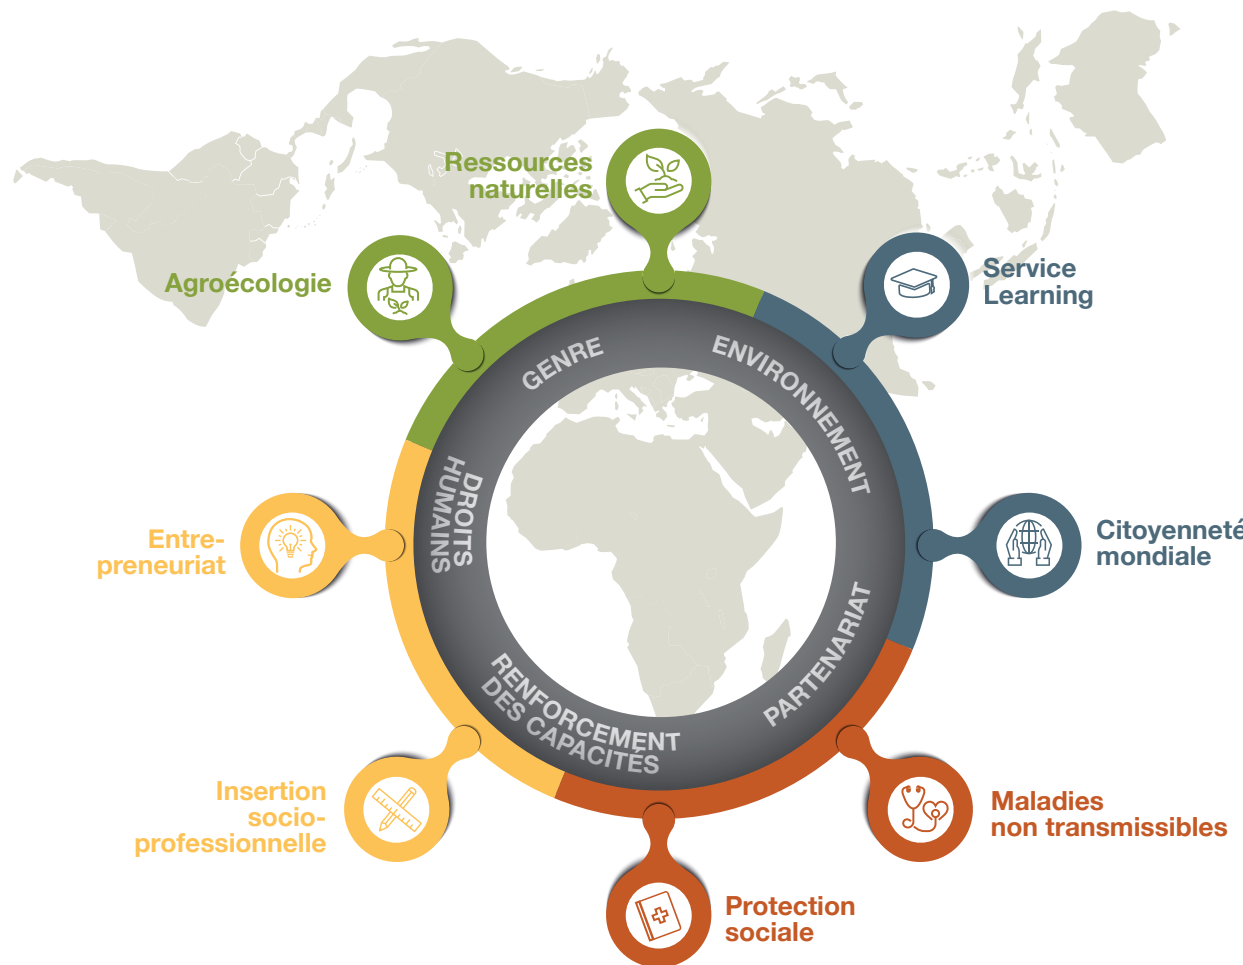 Ressources
naturelles
Agroécologie
Service
Learning
GENRE
ENVIRONNEMENT
DROITS
HUMAINS
Entre-
preneuriat
Citoyenneté
mondiale
PARTENARIAT
RENFORCEMENT
DES CAPACITÉS
Insertion
socio-
professionnelle
Maladies
non transmissibles
Protection
sociale